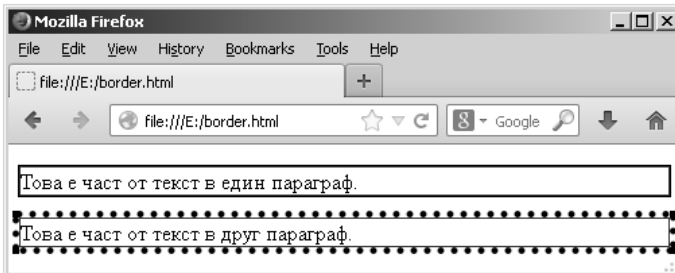 Mozilla Firefox
File Edit View History Bookmarks Tools Help
file:///E:/border.html
file:///E:/border.html Google
Това е част от текст в един параграф.
Това е част от текст в друг параграф.